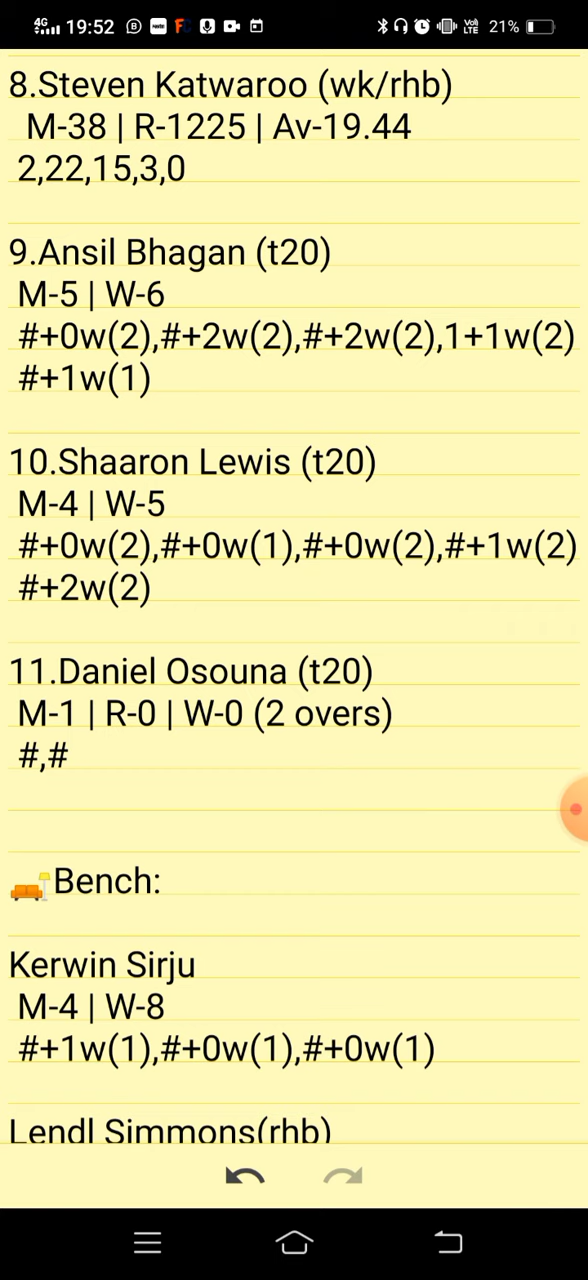 4G 19:52 VoI LTE 21%
8.Steven Katwaroo (wk/rhb)
M-38 | R-1225 | Av-19.44
2,22,15,3,0
9.Ansil Bhagan (t20)
M-5 | W-6
#+0w(2),#+2w(2),#+2w(2),1+1w(2)
#+1w(1)
10.Shaaron Lewis (t20)
M-4 | W-5
#+0w(2),#+0w(1),#+0w(2),#+1w(2)
#+2w(2)
11.Daniel Osouna (t20)
M-1 | R-0 | W-0 (2 overs)
#,#
🛋️Bench:
Kerwin Sirju
M-4 | W-8
#+1w(1),#+0w(1),#+0w(1)
Lendl Simmons(rhb)